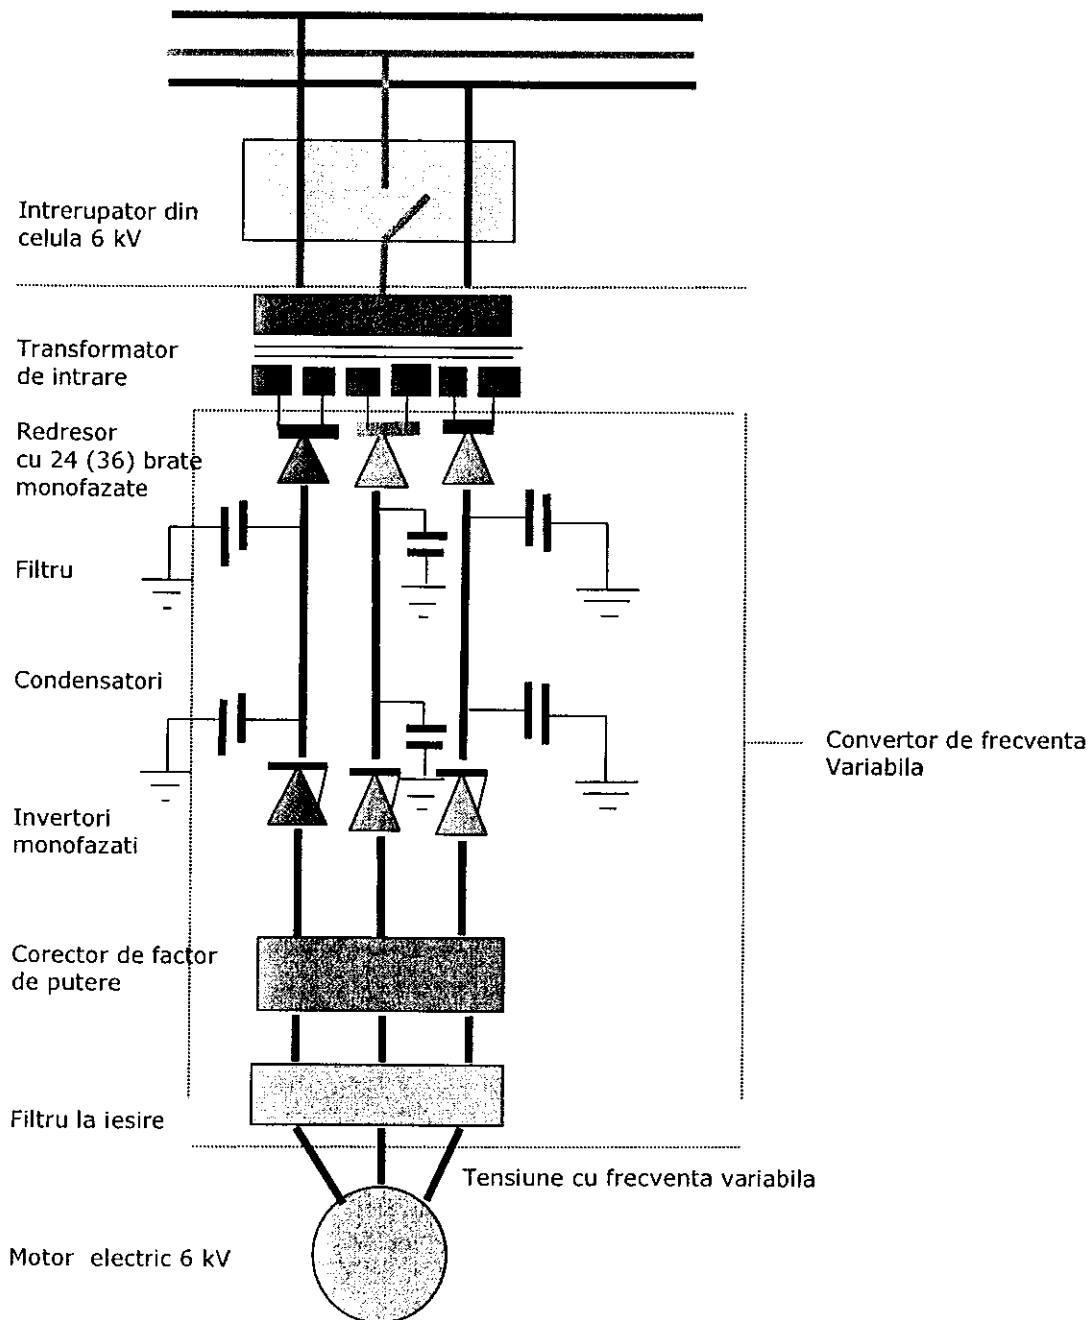 Intrerupator din
celula 6 kV
Transformator
de intrare
Redresor
cu 24 (36) brate
monofazate
Filtru
Condensatori
Convertor de frecventa
Variabila
Invertori
monofazati
Corector de factor
de putere
Filtru la iesire
Tensiune cu frecventa variabila
Motor electric 6 kV